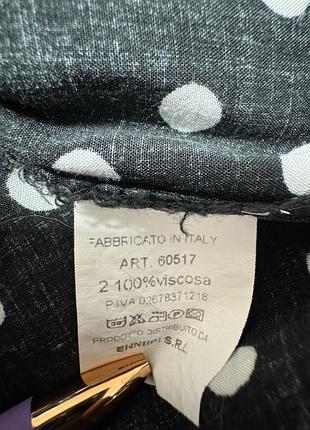 FABBRICATO IN ITALY
ART. 60517
2 100%viscosa
P.IVA 02678371218
PRODOTTO DISTRIBUITO DA
S.R.L